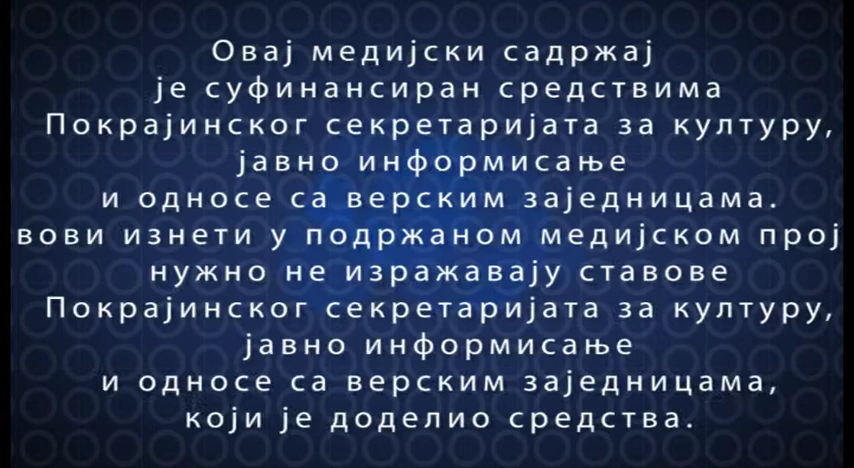 Овај медијски садржај
је суфинансиран средствима
Покрајинског секретаријата за културу,
јавно информисање
и односе са верским заједницама.
вови изнети у подржаном медијском прој
нужно не изражавају ставове
Покрајинског секретаријата за културу,
јавно информисање
и односе са верским заједницама,
који је доделио средства.